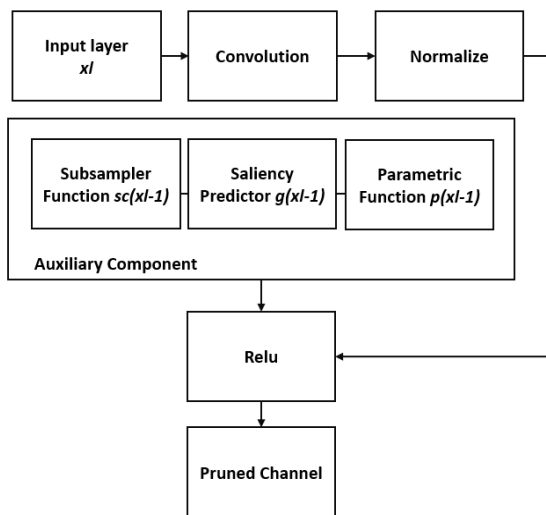 Input layer
xl
Convolution
Normalize
Subsampler
Function sc(xl-1)
Saliency
Predictor g(xl-1)
Parametric
Function p(xl-1)
Auxiliary Component
Relu
Pruned Channel